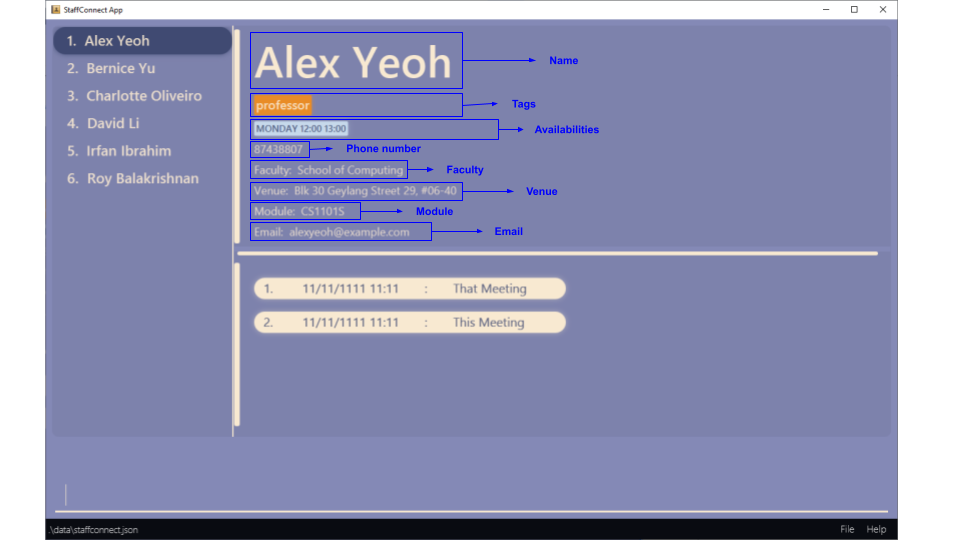 StaffConnect App
1. Alex Yeoh
2. Bernice Yu
3. Charlotte Oliveiro
4. David Li
5. Irfan Ibrahim
6. Roy Balakrishnan
Alex Yeoh
Name
professor
Tags
MONDAY 12:00 13:00
Availabilities
87438807
Phone number
Faculty: School of Computing
Faculty
Venue: Blk 30 Geylang Street 29, #06-40
Venue
Module: CS1101S
Module
Email: alexyeoh@example.com
Email
1. 11/11/1111 11:11 : That Meeting
2. 11/11/1111 11:11 : This Meeting
.\data\staffconnect.json
File Help